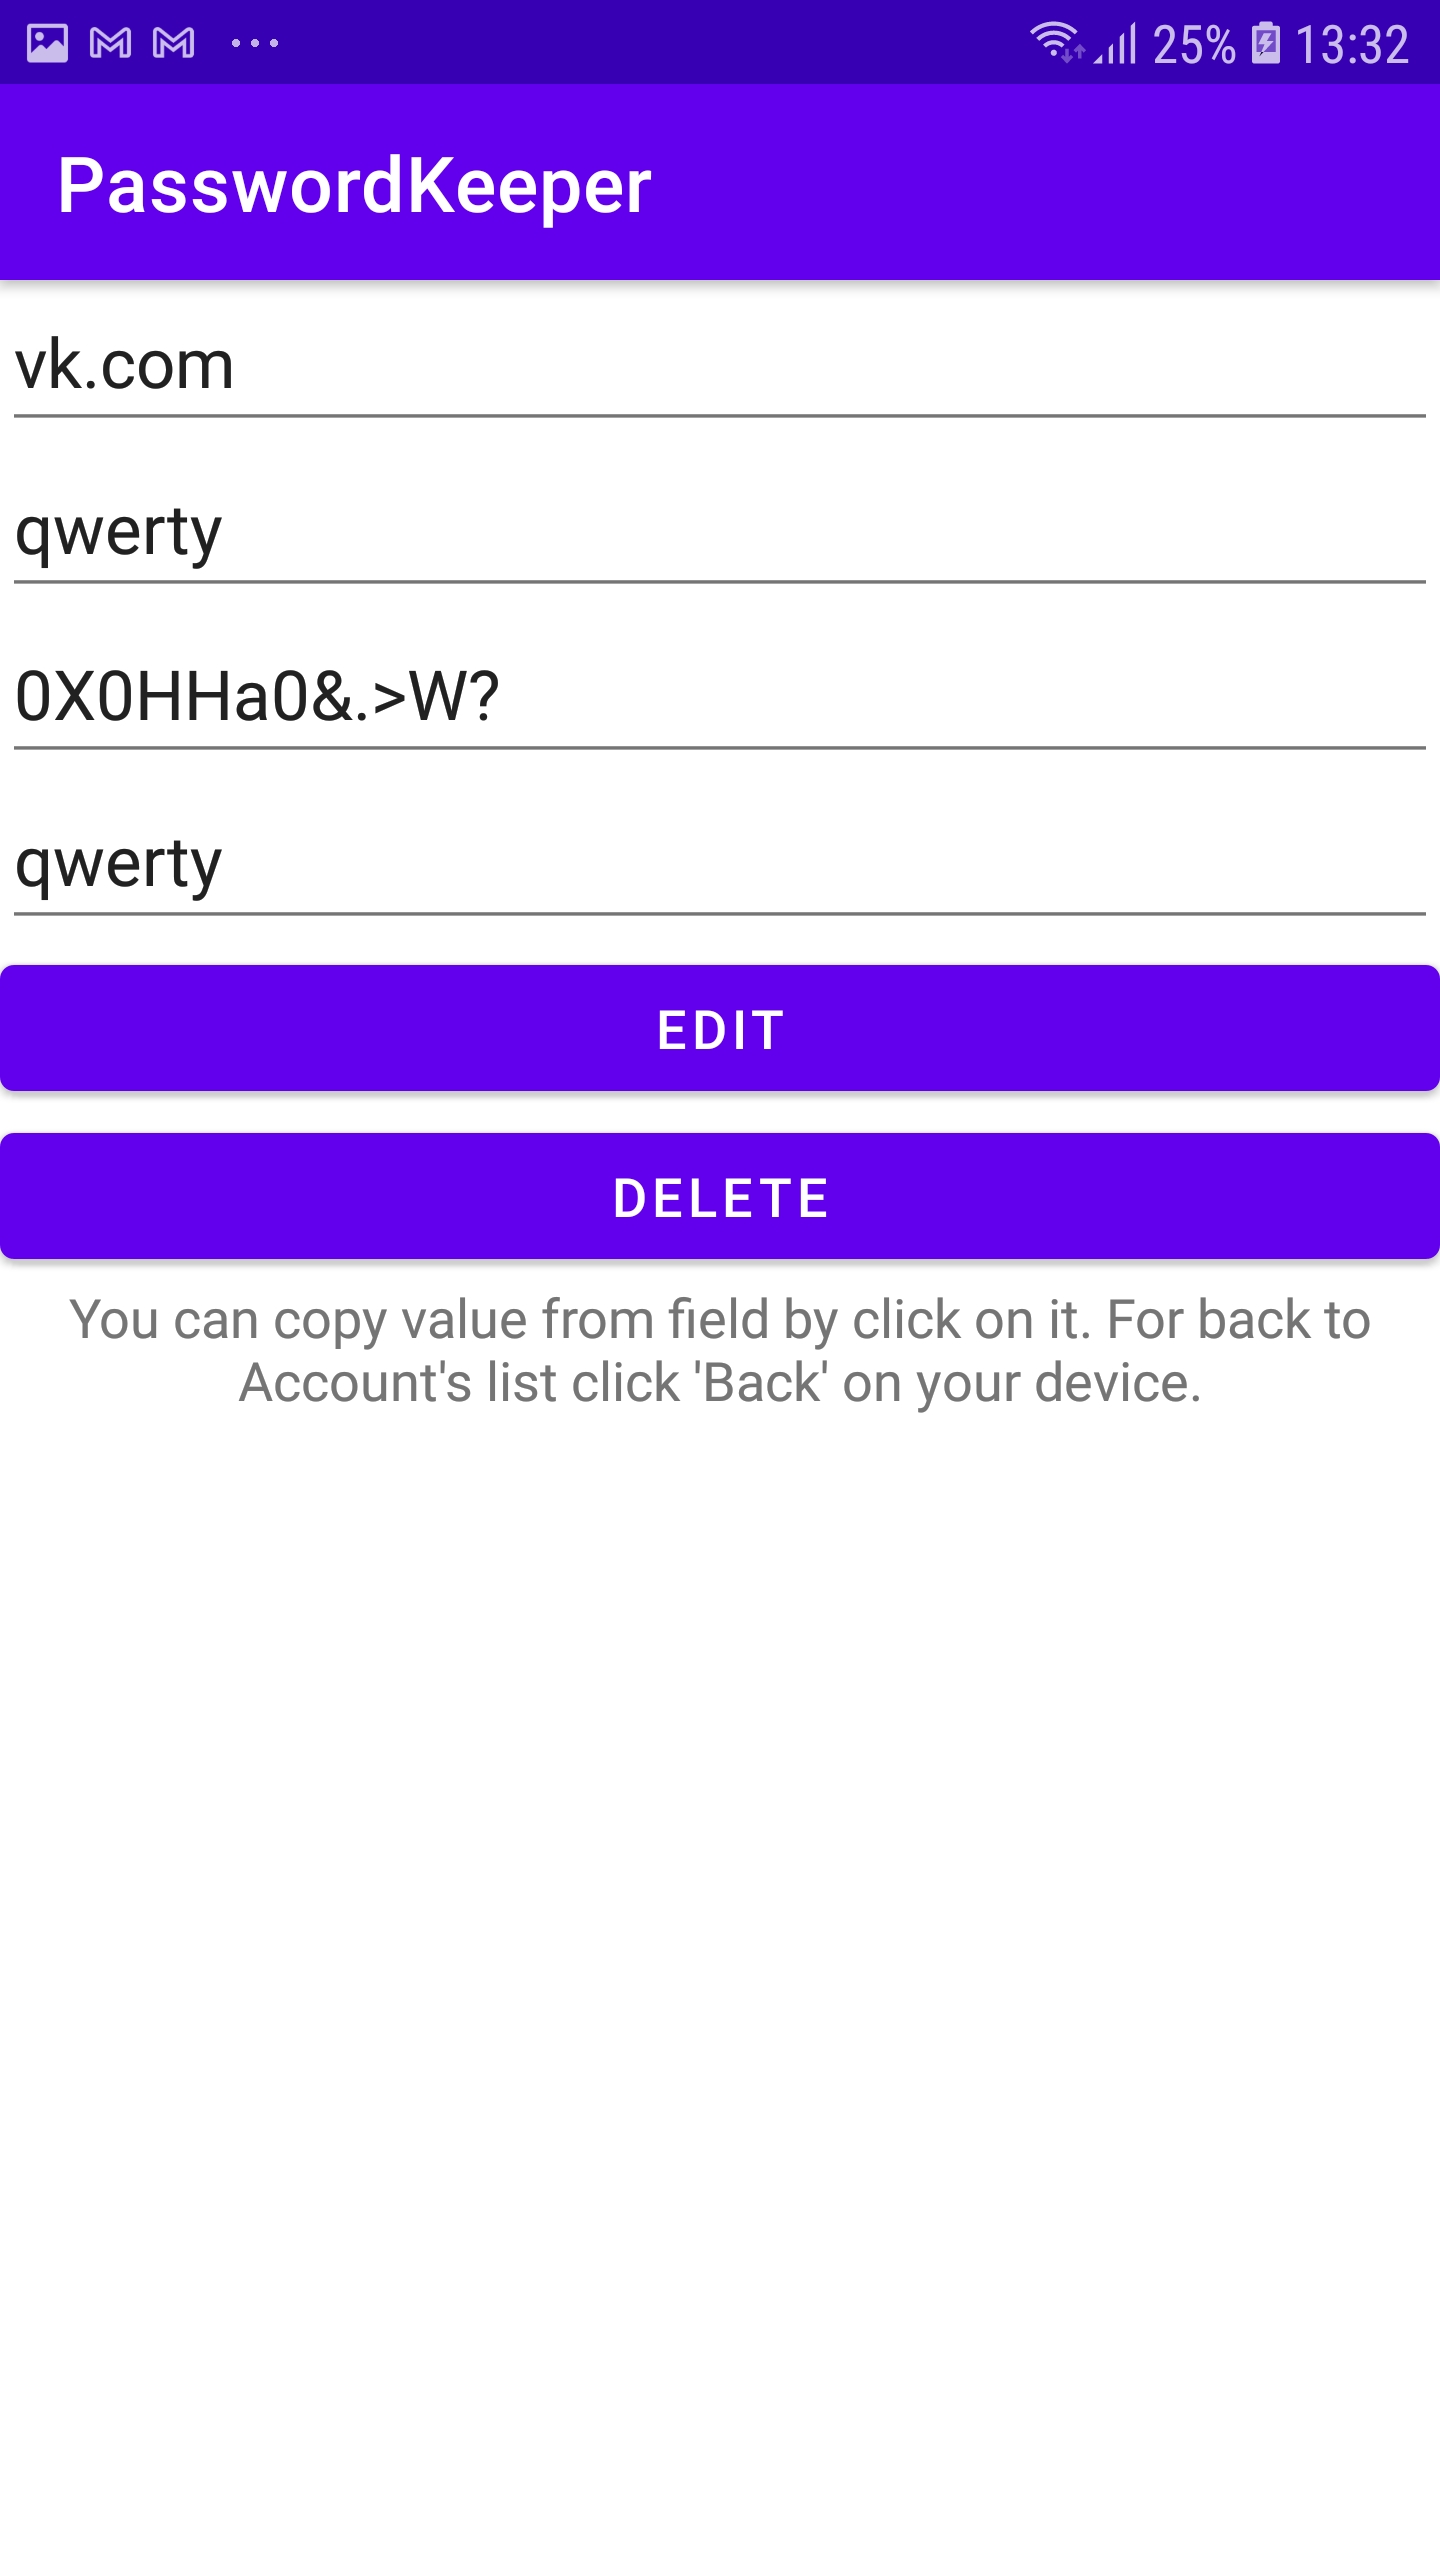 25% 13:32
PasswordKeeper
vk.com
qwerty
0X0HHa0&.>W?
qwerty
EDIT
DELETE
You can copy value from field by click on it. For back to
Account's list click 'Back' on your device.